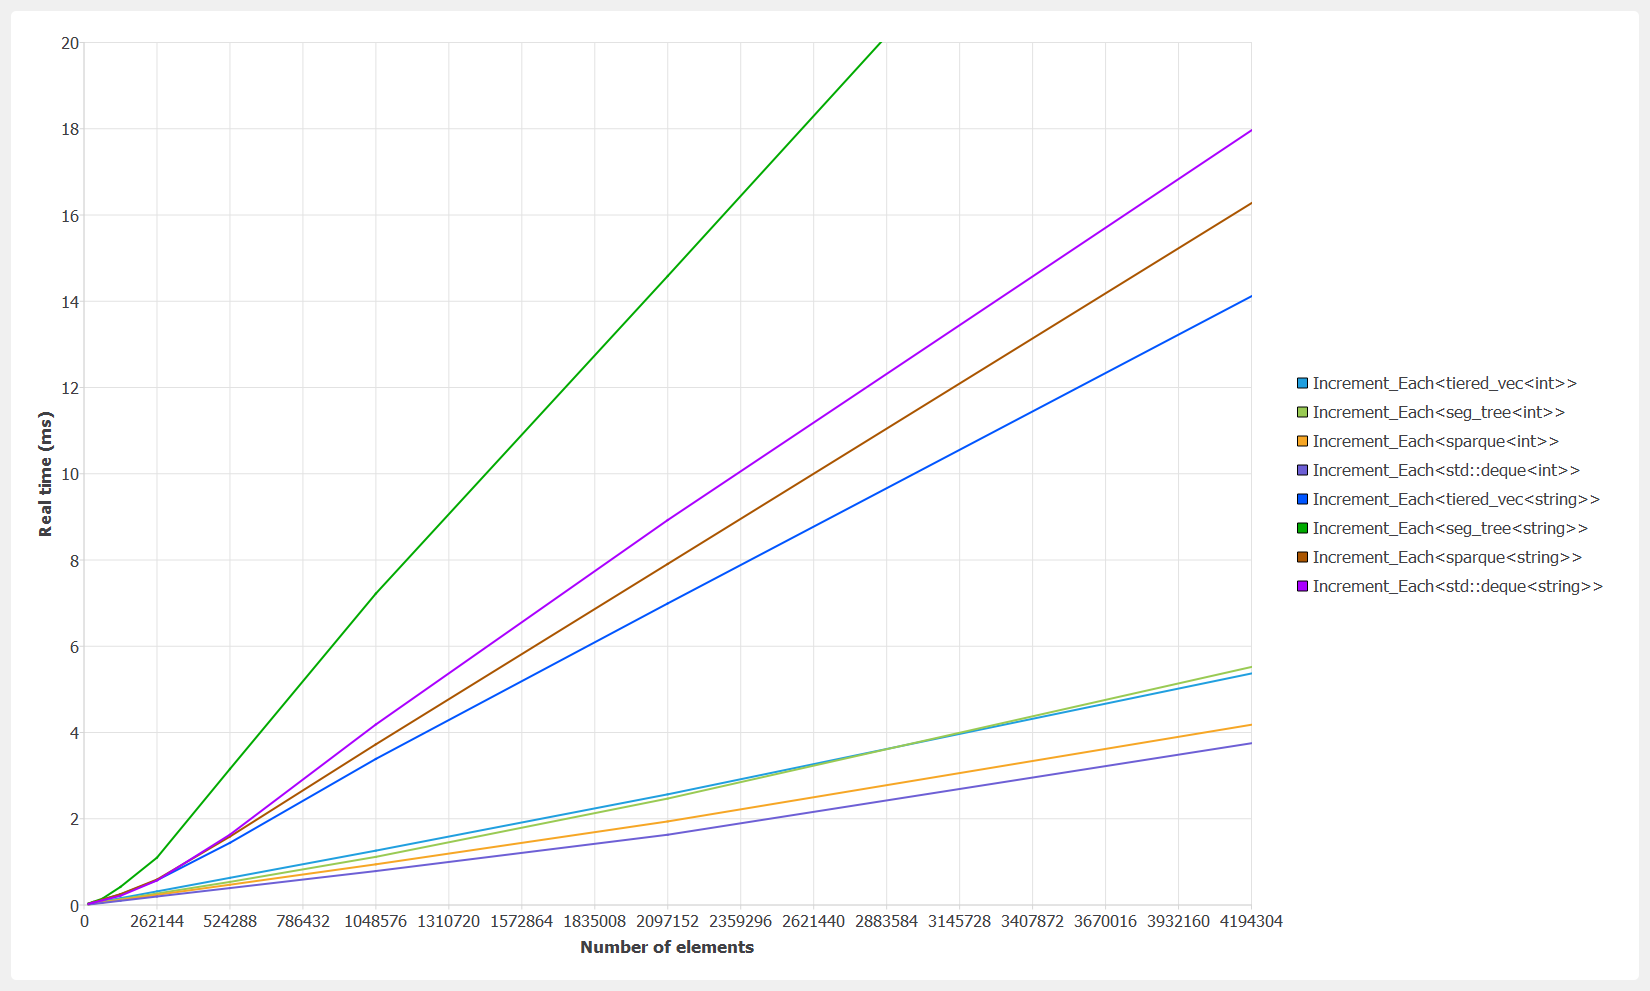 20
18
16
14
12
10
8
6
4
2
0
Real time (ms)
0 262144 524288 786432 1048576 1310720 1572864 1835008 2097152 2359296 2621440 2883584 3145728 3407872 3670016 3932160 4194304
Number of elements
Increment_Each<tiered_vec<int>>
Increment_Each<seg_tree<int>>
Increment_Each<sparque<int>>
Increment_Each<std::deque<int>>
Increment_Each<tiered_vec<string>>
Increment_Each<seg_tree<string>>
Increment_Each<sparque<string>>
Increment_Each<std::deque<string>>